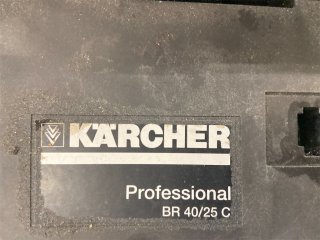 KÄRCHER
Professional
BR 40/25 C